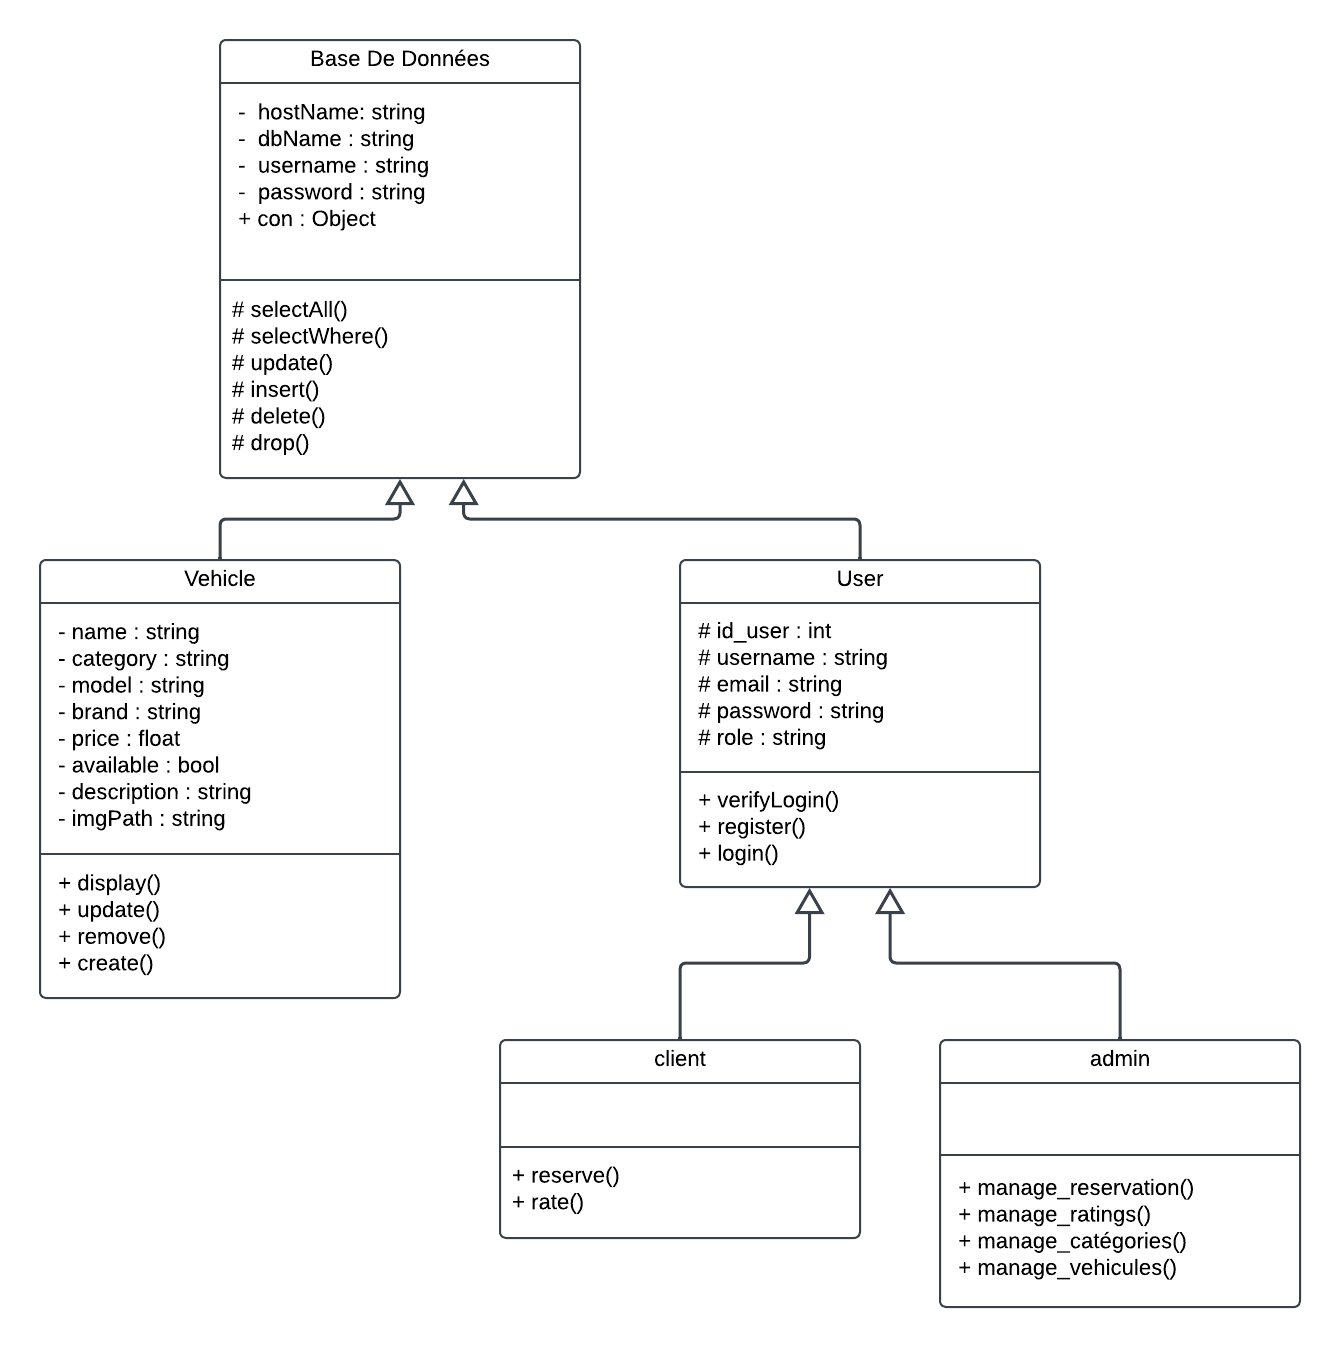 Base De Données
- hostName: string
- dbName : string
- username : string
- password : string
+ con : Object
# selectAll()
# selectWhere()
# update()
# insert()
# delete()
# drop()
Vehicle
- name : string
- category : string
- model : string
- brand : string
- price : float
- available : bool
- description : string
- imgPath : string
+ display()
+ update()
+ remove()
+ create()
User
# id_user : int
# username : string
# email : string
# password : string
# role : string
+ verifyLogin()
+ register()
+ login()
client
+ reserve()
+ rate()
admin
+ manage_reservation()
+ manage_ratings()
+ manage_catégories()
+ manage_vehicules()